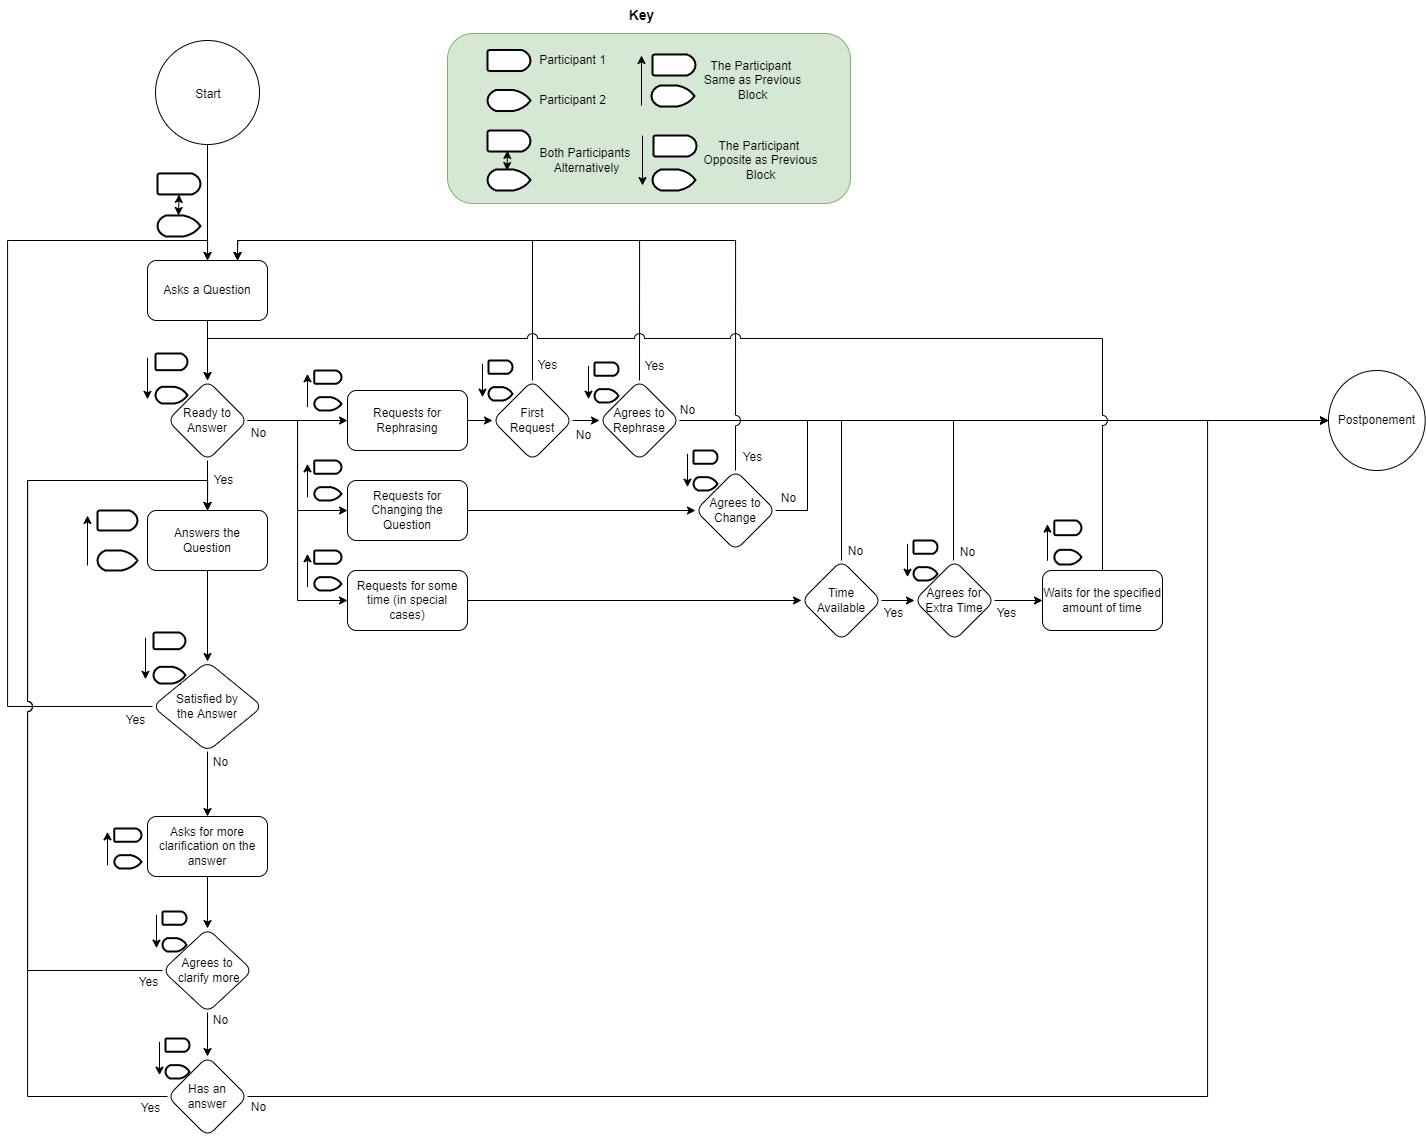 Key
Participant 1
Participant 2
Both Participants
Alternatively
The Participant
Same as Previous
Block
The Participant
Opposite as Previous
Block
Start
Asks a Question
Ready to
Answer
No
Yes
Requests for
Rephrasing
First
Request
Yes
No
Agrees to
Rephrase
Yes
No
Postponement
Requests for
Changing the
Question
Agrees to
Change
Yes
No
Requests for some
time (in special
cases)
Time
Available
No
Yes
Agrees for
Extra Time
No
Yes
Waits for the specified
amount of time
Answers the
Question
Satisfied by
the Answer
Yes
No
Asks for more
clarification on the
answer
Agrees to
clarify more
Yes
No
Has an
answer
Yes
No